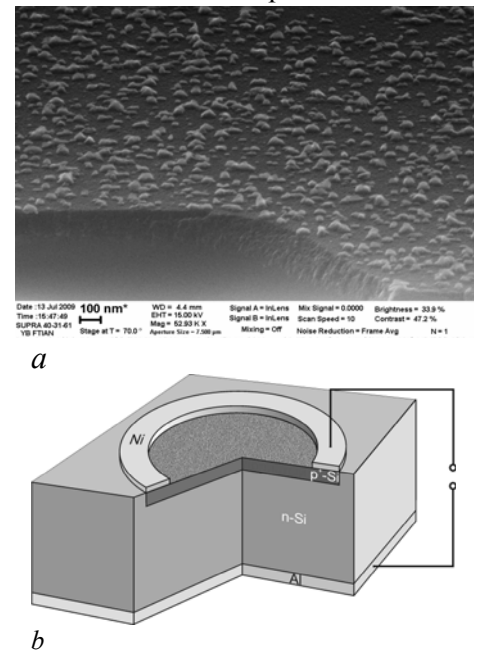 Date :13 Jul 2009
Time :15:47:49
SUPRA 40-31-61
YB FTIAN
100 nm*
Stage at T = 70.0 °
WD = 4.4 mm
EHT = 15.00 kV
Mag = 52.93 K X
Aperture Size = 7.500 µm
Signal A = InLens
Signal B = InLens
Mixing = Off
Mix Signal = 0.0000
Scan Speed = 10
Noise Reduction = Frame Avg
Brightness = 33.9 %
Contrast = 47.2 %
N = 1
a
Ni
p⁺-Si
n-Si
Al
b